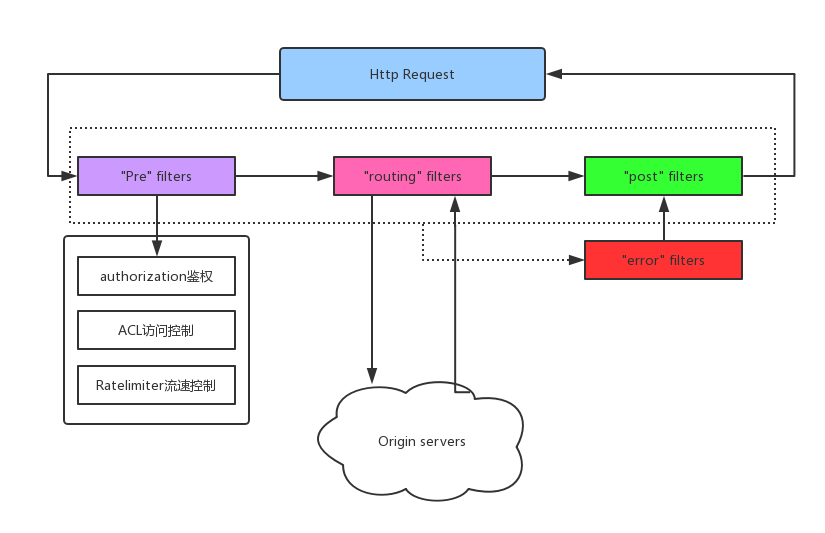 Http Request
"Pre" filters
"routing" filters
"post" filters
"error" filters
authorization鉴权
ACL访问控制
Ratelimiter流速控制
Origin servers